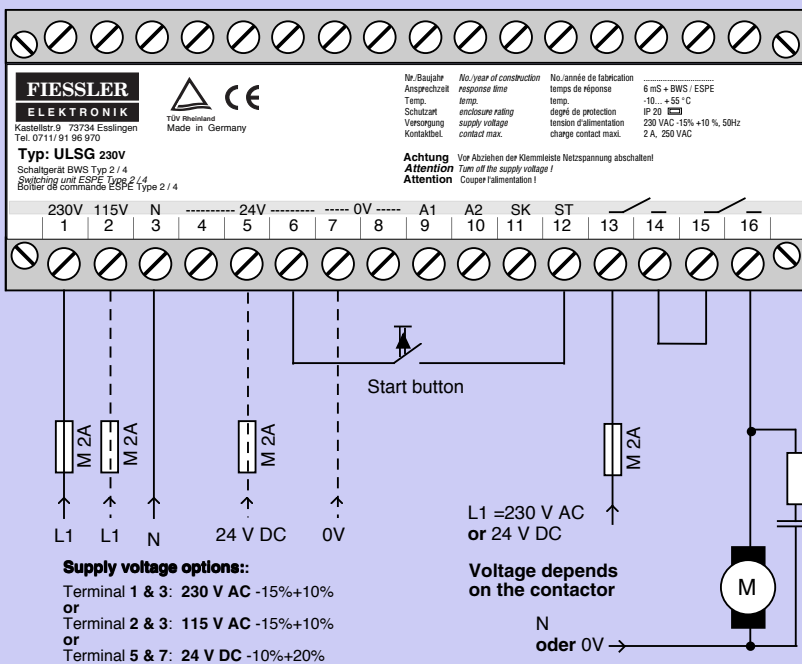 FIESSLER
ELEKTRONIK
Kastellstr.9 73734 Esslingen
Tel. 0711/ 91 96 970
TÜV Rheinland
Made in Germany
Typ: ULSG 230V
Schaltgerät BWS Typ 2 / 4
Switching unit ESPE Type 2 / 4
Boîtier de commande ESPE Type 2 / 4
Nr./Baujahr No./year of construction No./année de fabrication ..............................
Ansprechzeit response time temps de réponse 6 mS + BWS / ESPE
Temp. temp. temp. -10... + 55 °C
Schutzart enclosure rating degré de protection IP 20
Versorgung supply voltage tension d'alimentation 230 VAC -15% +10 %, 50Hz
Kontaktbel. contact max. charge contact maxi. 2 A, 250 VAC
Achtung Vor Abziehen der Klemmleiste Netzspannung abschalten!
Attention Turn off the supply voltage !
Attention Couper l'alimentation !
230V 115V N ---------- 24V --------- ----- 0V ----- A1 A2 SK ST
1 2 3 4 5 6 7 8 9 10 11 12 13 14 15 16
Start button
M 2A
M 2A
M 2A
M 2A
L1 L1 N 24 V DC 0V
L1 =230 V AC
or 24 V DC
Supply voltage options::
Terminal 1 & 3: 230 V AC -15%+10%
or
Terminal 2 & 3: 115 V AC -15%+10%
or
Terminal 5 & 7: 24 V DC -10%+20%
Voltage depends
on the contactor
M
N
oder 0V